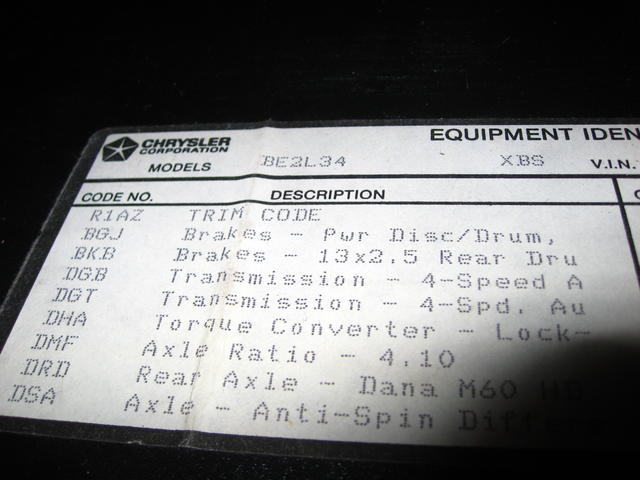 CHRYSLER CORPORATION EQUIPMENT IDEN
MODELS BE2L34 XBS V.I.N.
CODE NO. DESCRIPTION C
R1AZ TRIM CODE
BGJ Brakes - Pwr Disc/Drum,
BKB Brakes - 13x2.5 Rear Dru
DGB Transmission - 4-Speed A
DGT Transmission - 4-Spd. Au
DHA Torque Converter - Lock-
DMF Axle Ratio - 4.10
DRD Rear Axle - Dana M60 HD
DSA Axle - Anti-Spin Differe